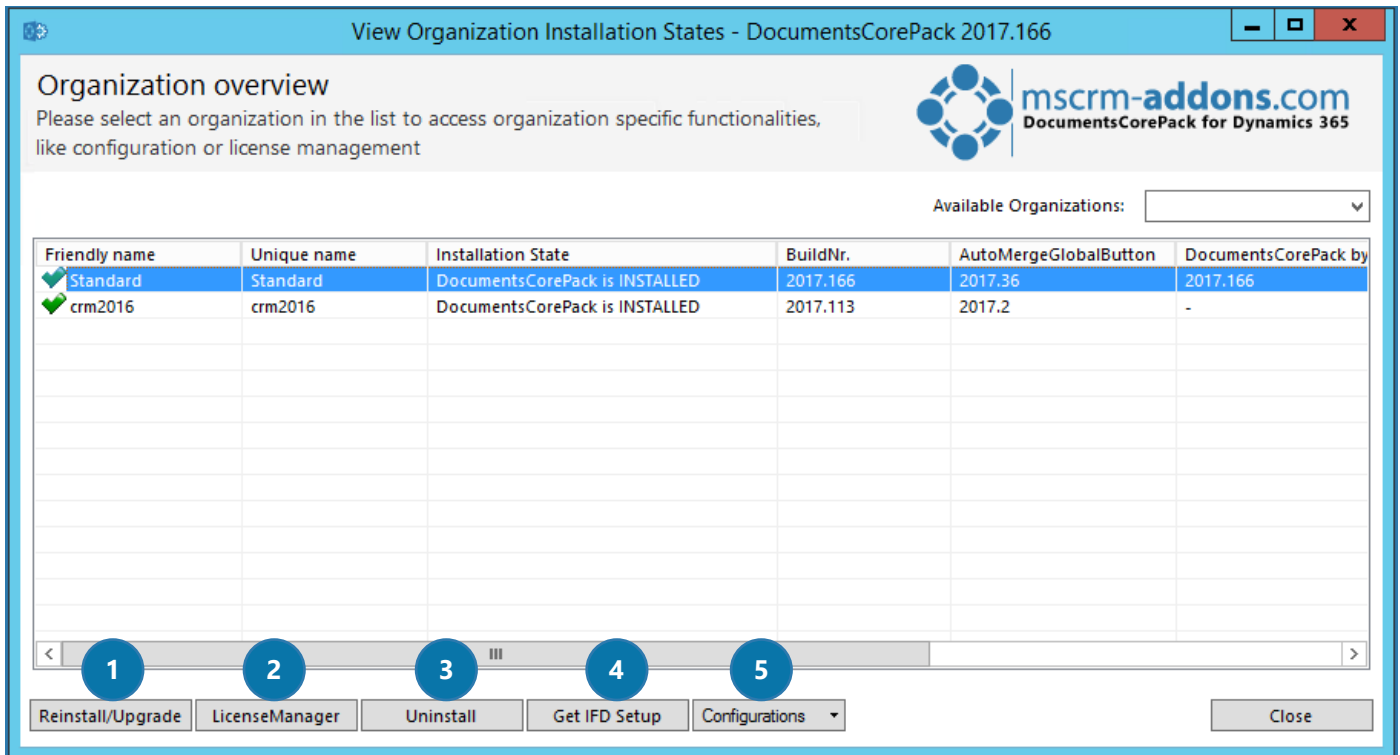 View Organization Installation States - DocumentsCorePack 2017.166
Organization overview
Please select an organization in the list to access organization specific functionalities,
like configuration or license management
mscrm-addons.com
DocumentsCorePack for Dynamics 365
Available Organizations:
Friendly name Unique name Installation State BuildNr. AutoMergeGlobalButton DocumentsCorePack by
Standard Standard DocumentsCorePack is INSTALLED 2017.166 2017.36 2017.166
crm2016 crm2016 DocumentsCorePack is INSTALLED 2017.113 2017.2 -
1 2 3 4 5
Reinstall/Upgrade LicenseManager Uninstall Get IFD Setup Configurations Close